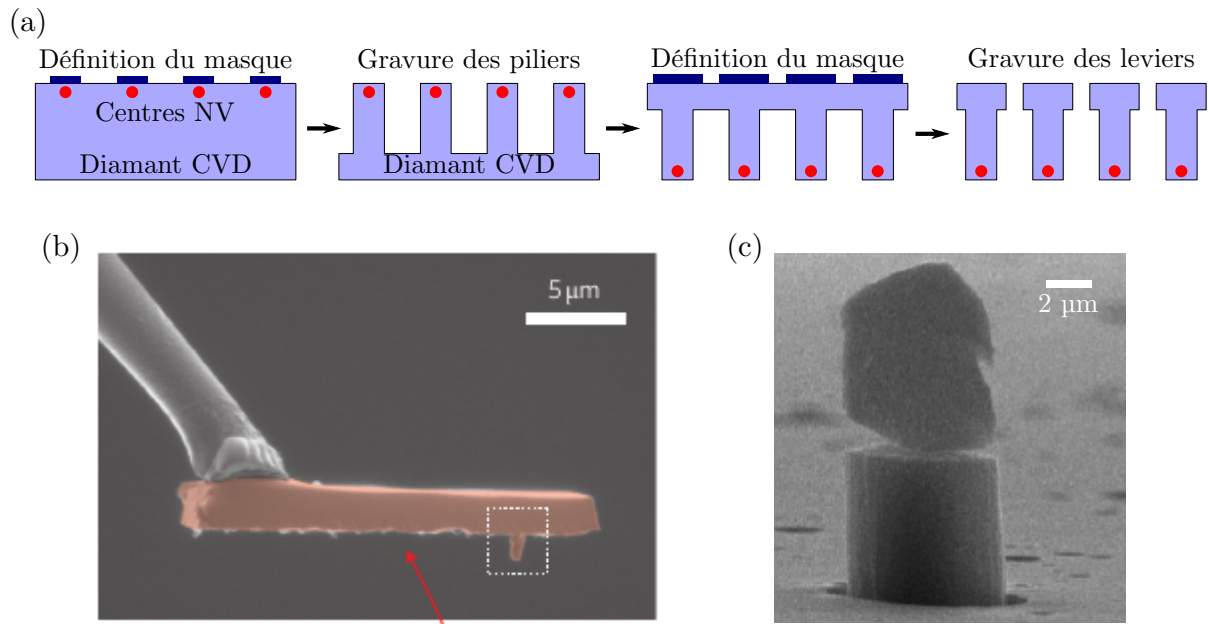 (a)
Définition du masque
Gravure des piliers
Définition du masque
Gravure des leviers
Centres NV
Diamant CVD
Diamant CVD
(b)
(c)
5 μm
2 μm